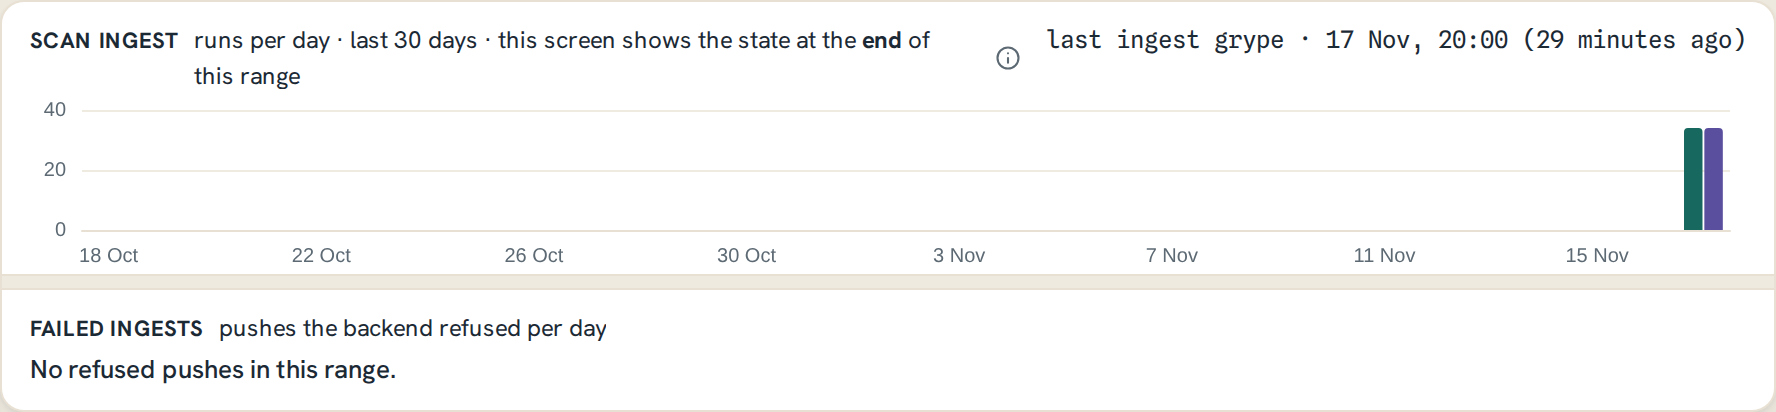 SCAN INGEST runs per day · last 30 days · this screen shows the state at the end of
this range
last ingest grype · 17 Nov, 20:00 (29 minutes ago)
40
20
0
18 Oct 22 Oct 26 Oct 30 Oct 3 Nov 7 Nov 11 Nov 15 Nov
FAILED INGESTS pushes the backend refused per day
No refused pushes in this range.